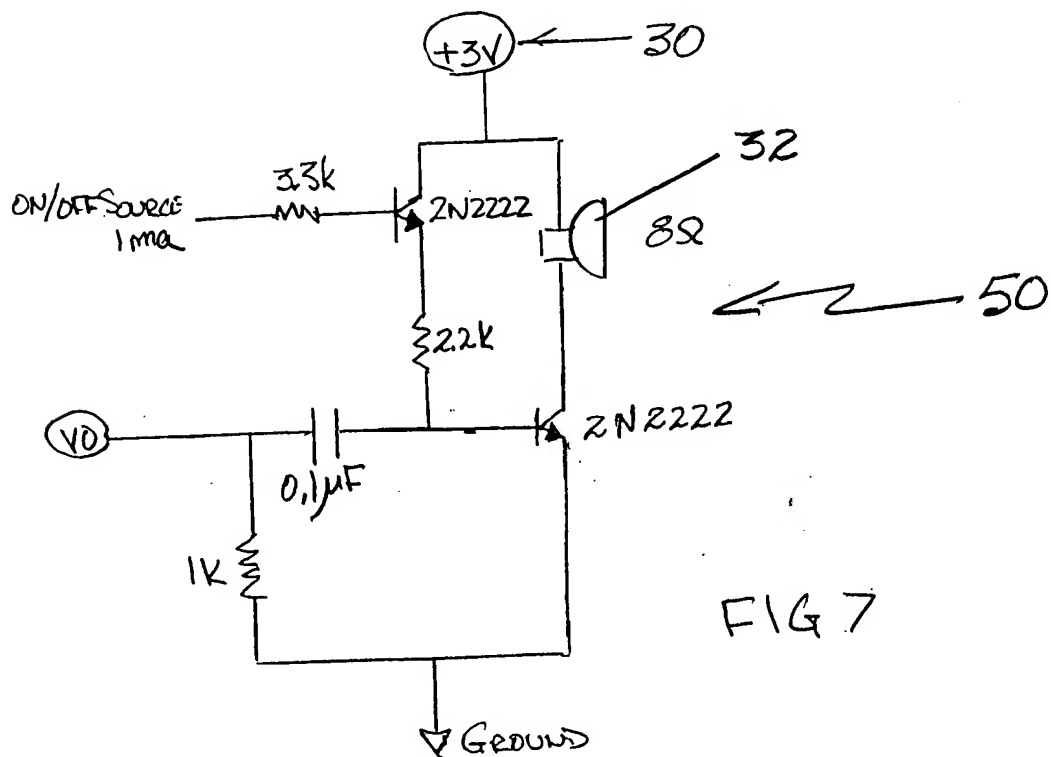 +3V
30
32
3.3k
ON/OFF SOURCE
1ma
2N2222
8Ω
50
2.2k
VO
2N2222
0.1µF
1K
FIG 7
GROUND